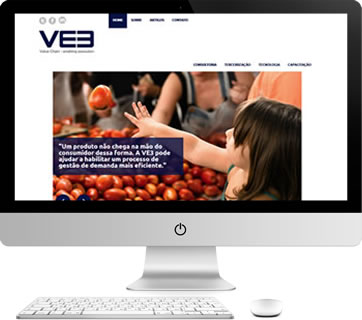 HOME SOBRE ARTIGOS CONTATO
VE3
Value Chain
CONSULTORIA TERCEIRIZAÇÃO TECNOLOGIA CAPACITAÇÃO
"Um produto não chega na mão do
consumidor dessa forma. A VE3 pode
ajudar a habilitar um processo de
gestão de demanda mais eficiente."